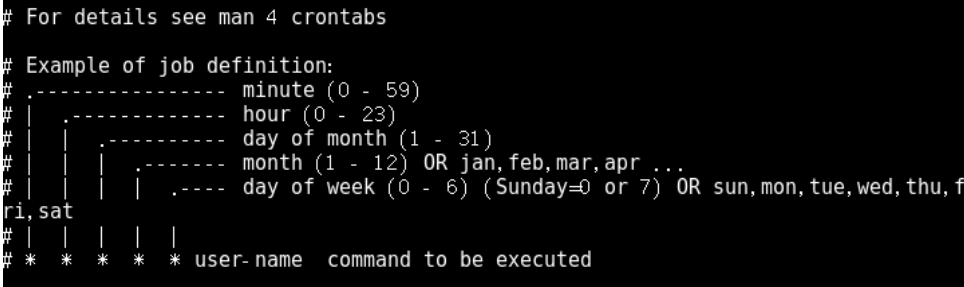 # For details see man 4 crontabs

# Example of job definition:
# .---------------- minute (0 - 59)
# |  .------------- hour (0 - 23)
# |  |  .---------- day of month (1 - 31)
# |  |  |  .------- month (1 - 12) OR jan,feb,mar,apr ...
# |  |  |  |  .---- day of week (0 - 6) (Sunday=0 or 7) OR sun,mon,tue,wed,thu,f
ri,sat
# |  |  |  |  |
# *  *  *  *  * user-name  command to be executed